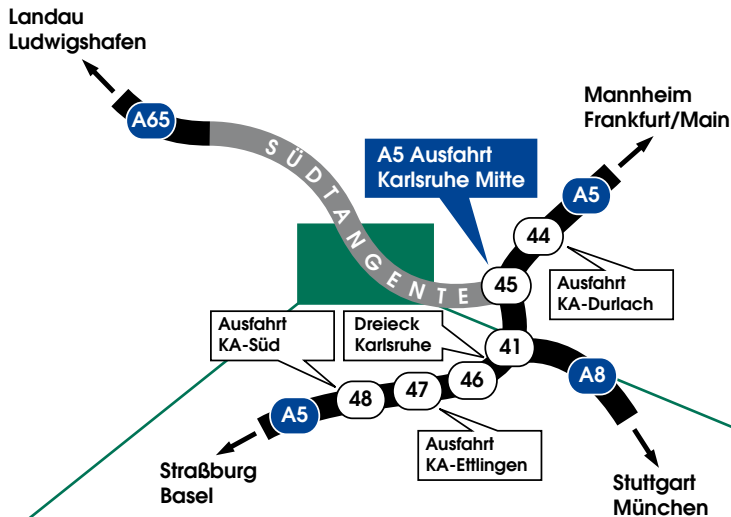 Landau
Ludwigshafen
A65
SÜDTANGENTE
A5 Ausfahrt
Karlsruhe Mitte
Mannheim
Frankfurt/Main
A5
44
Ausfahrt
KA-Durlach
45
Ausfahrt
KA-Süd
Dreieck
Karlsruhe
41
A8
46
47
48
A5
Ausfahrt
KA-Ettlingen
Straßburg
Basel
Stuttgart
München